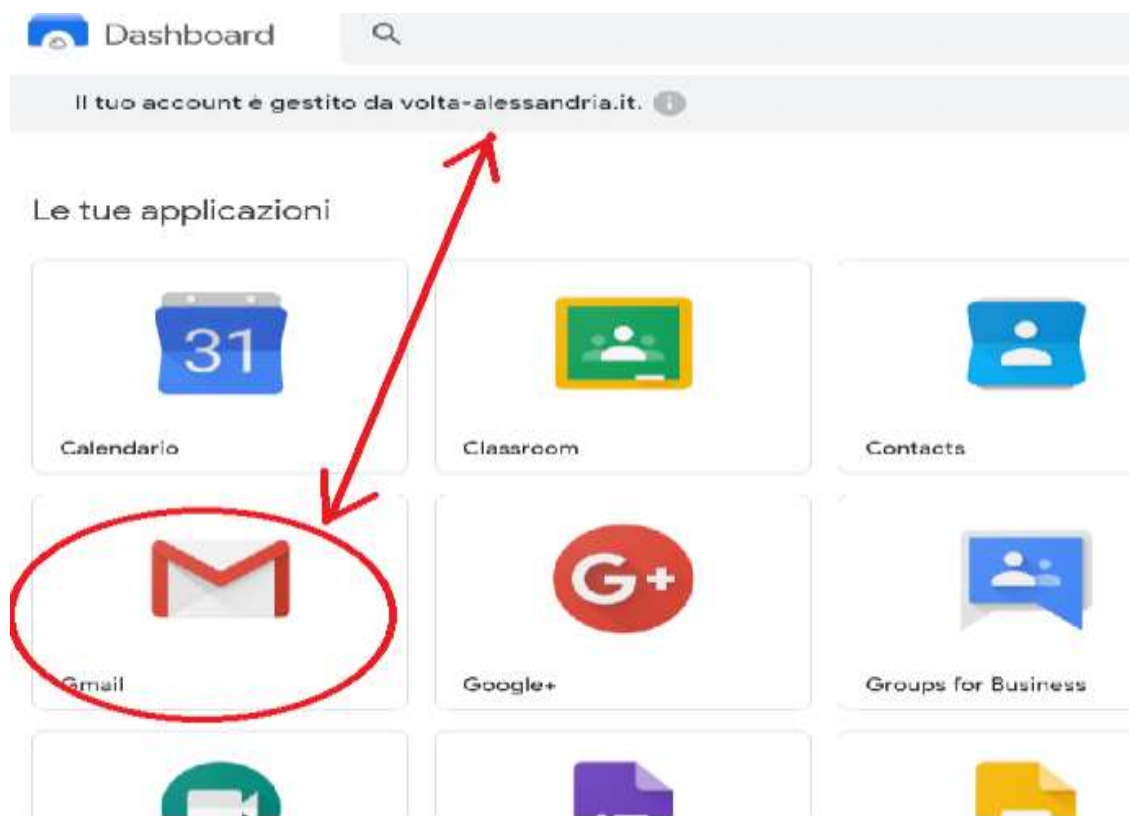 Dashboard
Il tuo account è gestito da volta-alessandria.it.
Le tue applicazioni
31
Calendario
Classroom
Contacts
G+
Gmail
Google+
Groups for Business